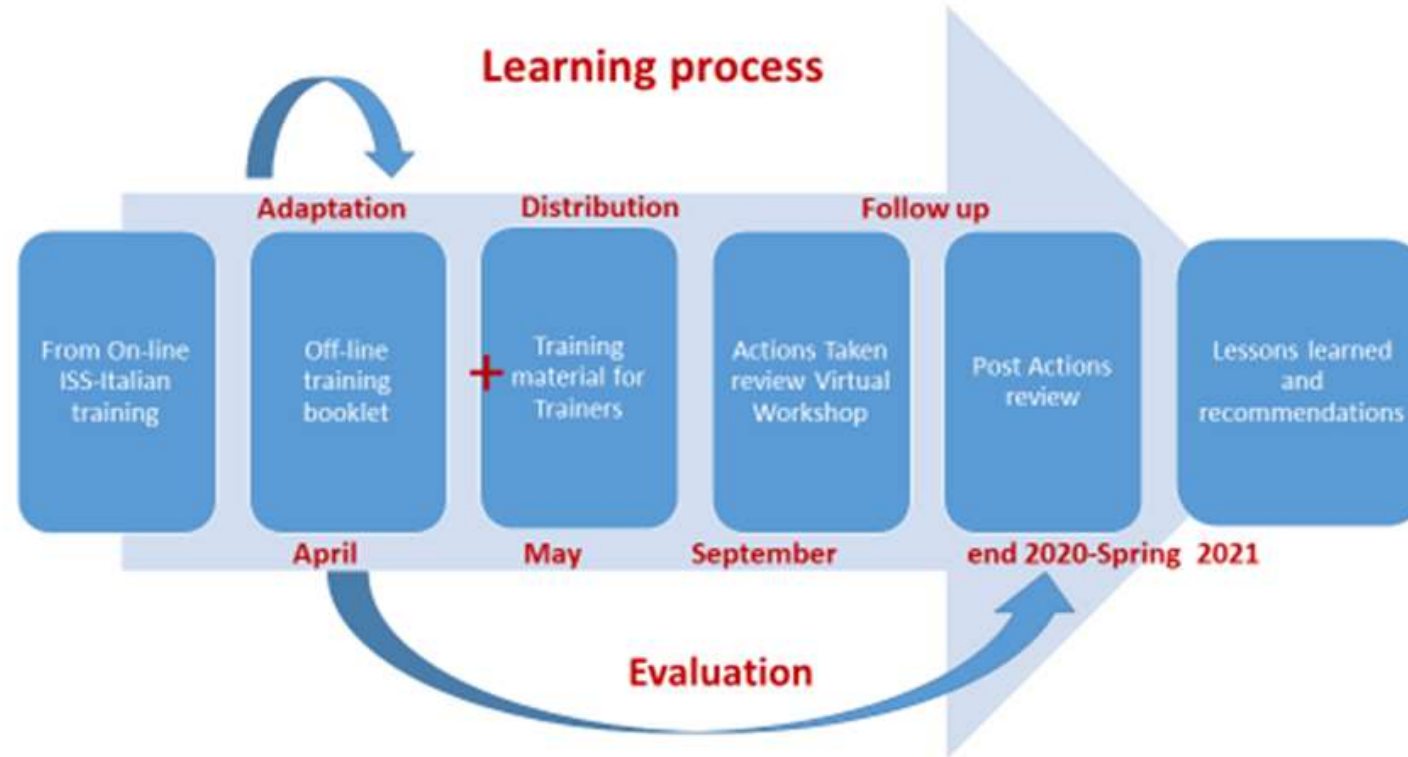 Learning process
Adaptation
Distribution
Follow up
From On-line
ISS-Italian
training
Off-line
training
booklet
+
Training
material for
Trainers
Actions Taken
review Virtual
Workshop
Post Actions
review
Lessons learned
and
recommendations
April
May
September
end 2020-Spring 2021
Evaluation